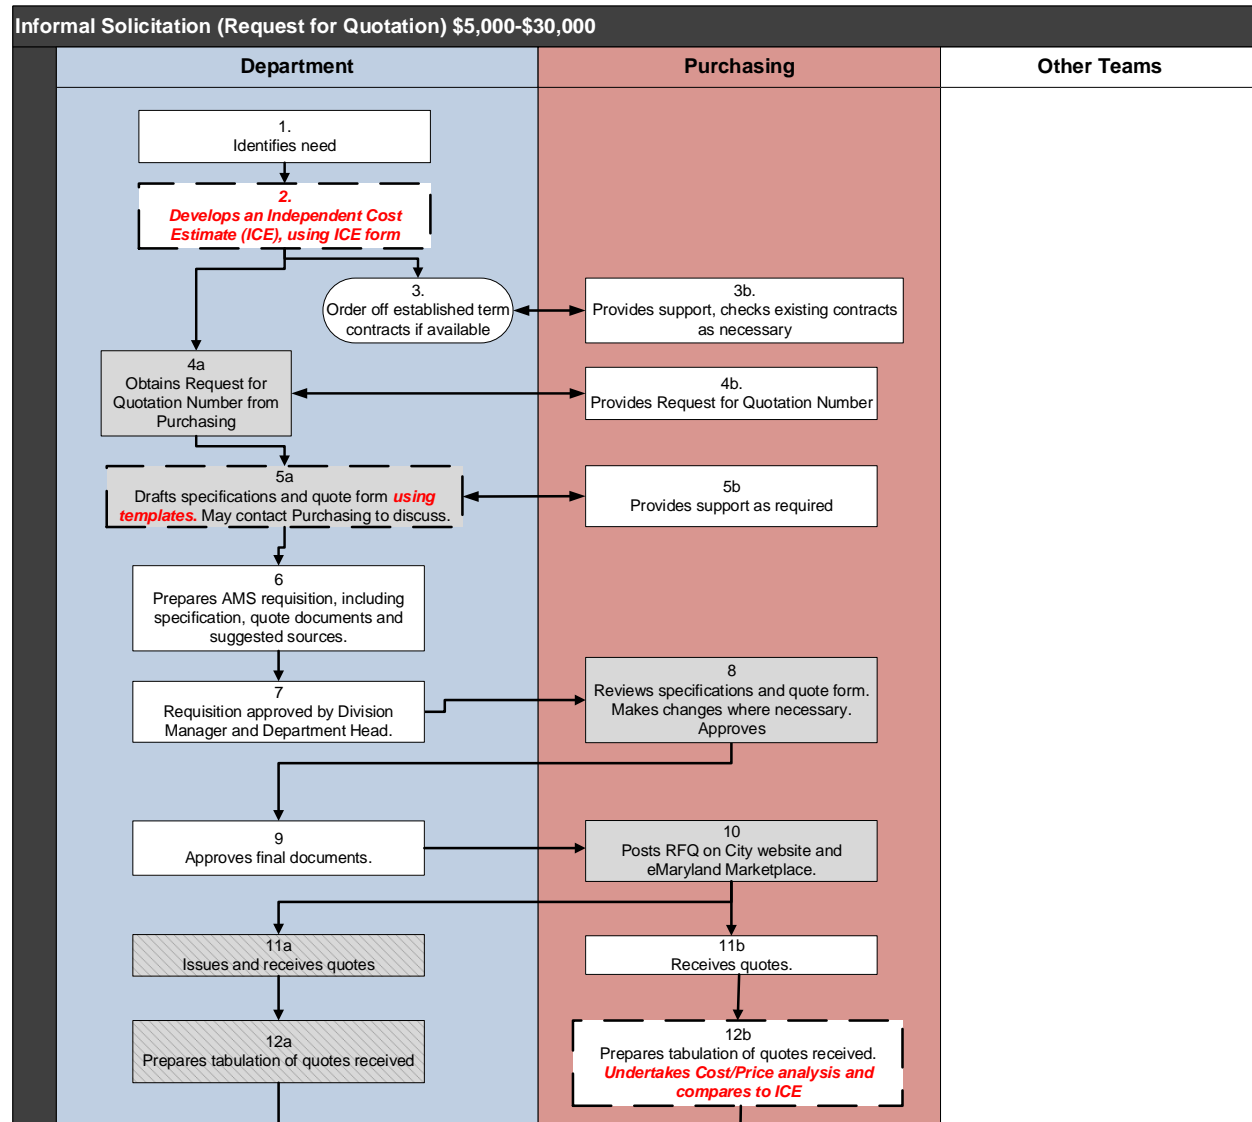 Informal Solicitation (Request for Quotation) $5,000-$30,000
Department
Purchasing
Other Teams
1.
Identifies need
2.
Develops an Independent Cost
Estimate (ICE), using ICE form
3.
Order off established term
contracts if available
3b.
Provides support, checks existing contracts
as necessary
4a
Obtains Request for
Quotation Number from
Purchasing
4b.
Provides Request for Quotation Number
5a
Drafts specifications and quote form using
templates. May contact Purchasing to discuss.
5b
Provides support as required
6
Prepares AMS requisition, including
specification, quote documents and
suggested sources.
7
Requisition approved by Division
Manager and Department Head.
8
Reviews specifications and quote form.
Makes changes where necessary.
Approves
9
Approves final documents.
10
Posts RFQ on City website and
eMaryland Marketplace.
11a
Issues and receives quotes
11b
Receives quotes.
12a
Prepares tabulation of quotes received
12b
Prepares tabulation of quotes received.
Undertakes Cost/Price analysis and
compares to ICE